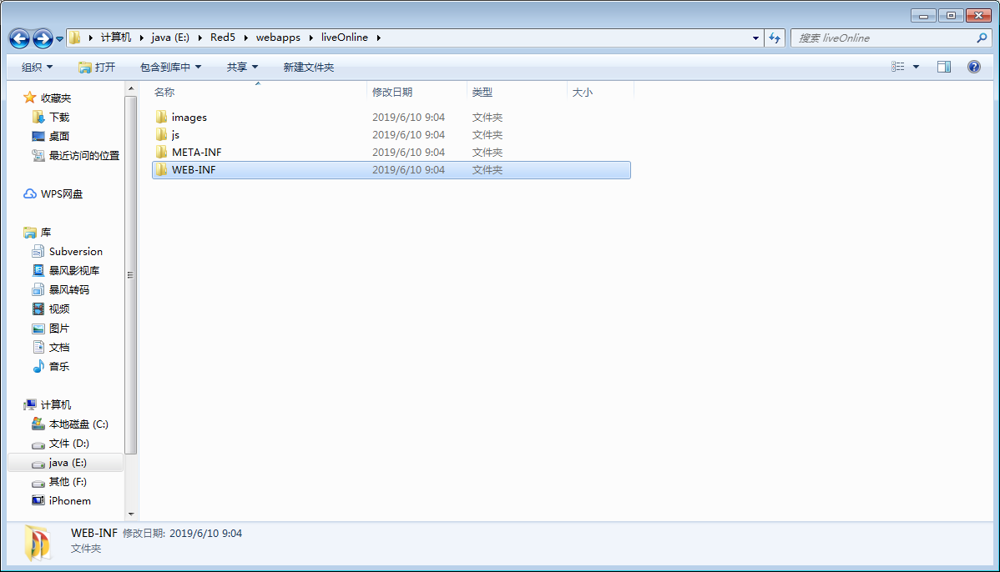 计算机 java (E:) Red5 webapps liveOnline
搜索 liveOnline
组织 打开 包含到库中 共享 新建文件夹
名称 修改日期 类型 大小
images 2019/6/10 9:04 文件夹
js 2019/6/10 9:04 文件夹
META-INF 2019/6/10 9:04 文件夹
WEB-INF 2019/6/10 9:04 文件夹
收藏夹
下载
桌面
最近访问的位置
WPS网盘
库
Subversion
暴风影视库
暴风转码
视频
图片
文档
音乐
计算机
本地磁盘 (C:)
文件 (D:)
java (E:)
其他 (F:)
iPhonem
WEB-INF 修改日期: 2019/6/10 9:04
文件夹